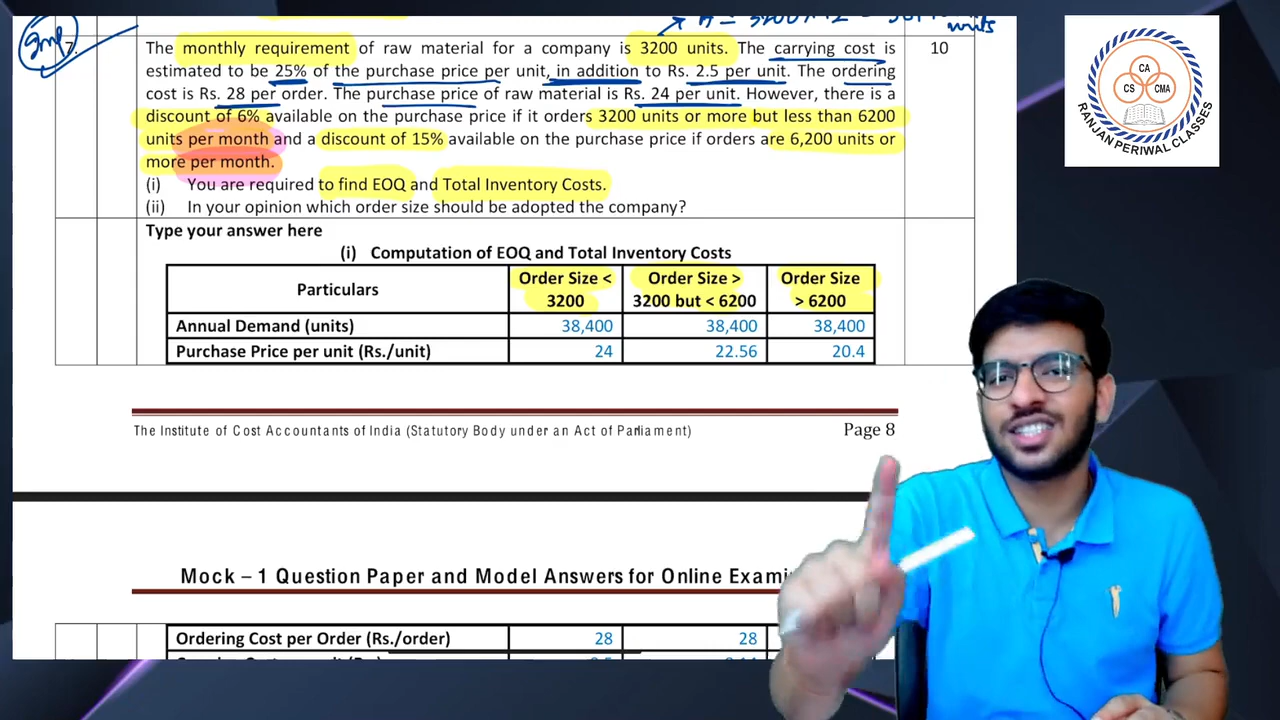 Imp
units
The monthly requirement of raw material for a company is 3200 units. The carrying cost is
estimated to be 25% of the purchase price per unit, in addition to Rs. 2.5 per unit. The ordering
cost is Rs. 28 per order. The purchase price of raw material is Rs. 24 per unit. However, there is a
discount of 6% available on the purchase price if it orders 3200 units or more but less than 6200
units per month and a discount of 15% available on the purchase price if orders are 6,200 units or
more per month.
(i) You are required to find EOQ and Total Inventory Costs.
(ii) In your opinion which order size should be adopted the company?
10
Type your answer here
(i) Computation of EOQ and Total Inventory Costs
Particulars
Order Size <
3200
Order Size >
3200 but < 6200
Order Size
> 6200
Annual Demand (units) 38,400 38,400 38,400
Purchase Price per unit (Rs./unit) 24 22.56 20.4
The Institute of Cost Accountants of India (Statutory Body under an Act of Parliament) Page 8
Mock – 1 Question Paper and Model Answers for Online
Ordering Cost per Order (Rs./order) 28 28
CA
CS
CMA
RANJAN PERIWAL CLASSES